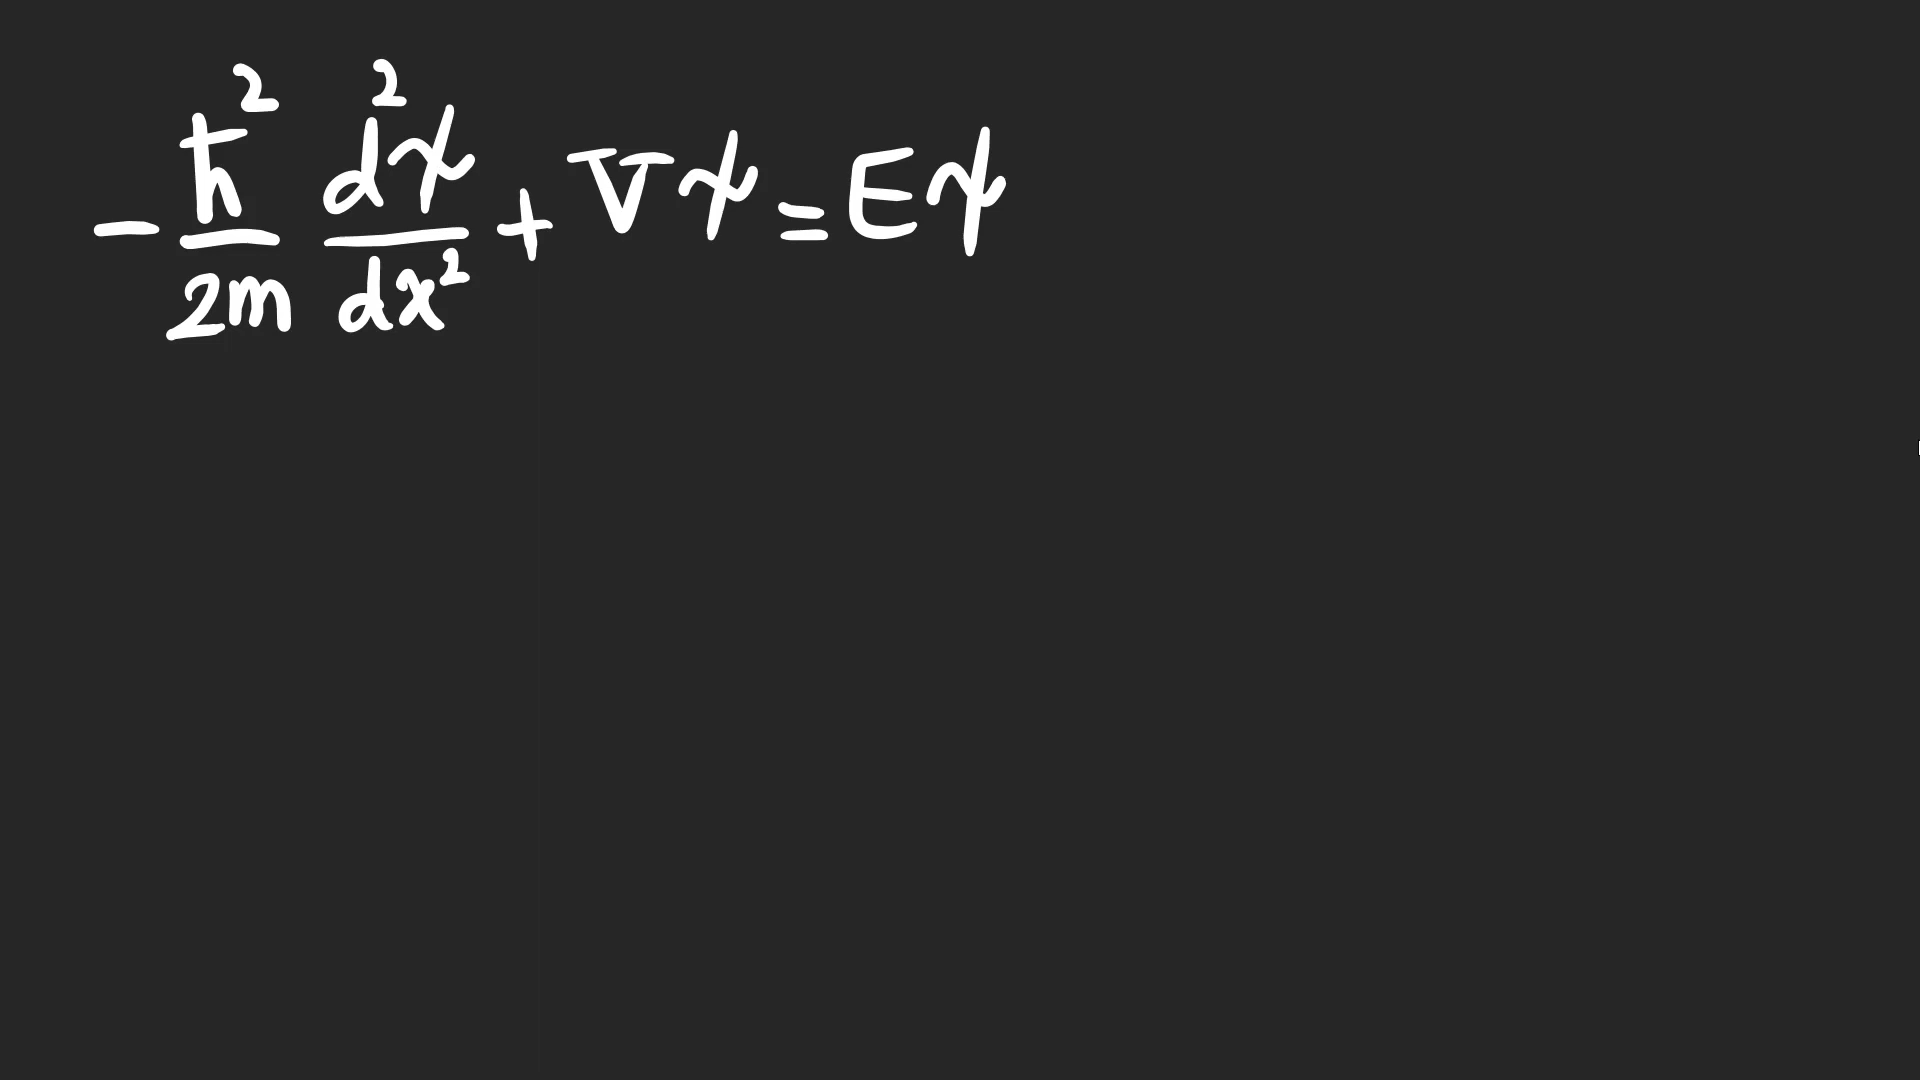 -ħ²/2m d²ψ/dx² + Vψ = Eψ